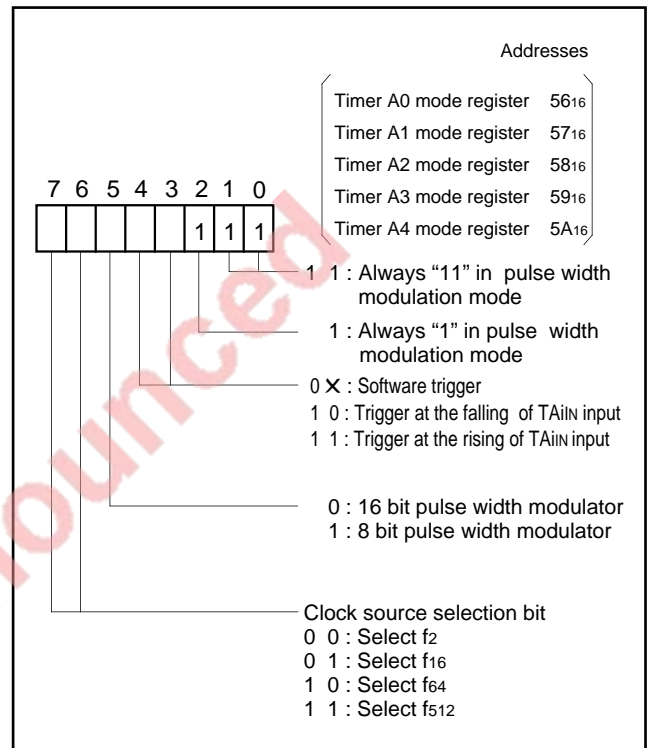 Addresses
Timer A0 mode register 5616
Timer A1 mode register 5716
Timer A2 mode register 5816
Timer A3 mode register 5916
Timer A4 mode register 5A16
7 6 5 4 3 2 1 0
1 1 1
1 1 : Always “11” in pulse width
modulation mode
1 : Always “1” in pulse width
modulation mode
0 ✕ : Software trigger
1 0 : Trigger at the falling of TAiIN input
1 1 : Trigger at the rising of TAiIN input
0 : 16 bit pulse width modulator
1 : 8 bit pulse width modulator
Clock source selection bit
0 0 : Select f2
0 1 : Select f16
1 0 : Select f64
1 1 : Select f512
ounced